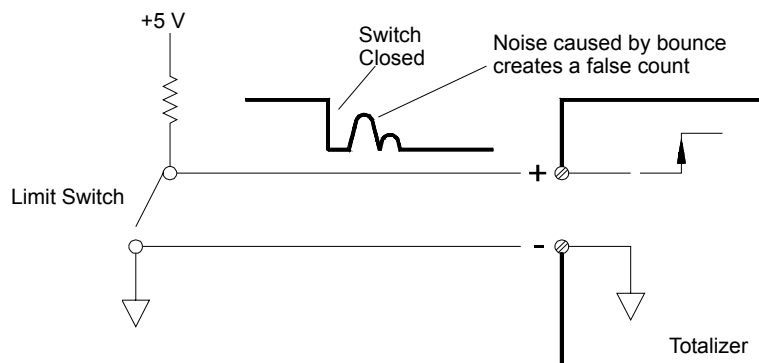 +5 V
Switch
Closed
Noise caused by bounce
creates a false count
Limit Switch
+
-
Totalizer